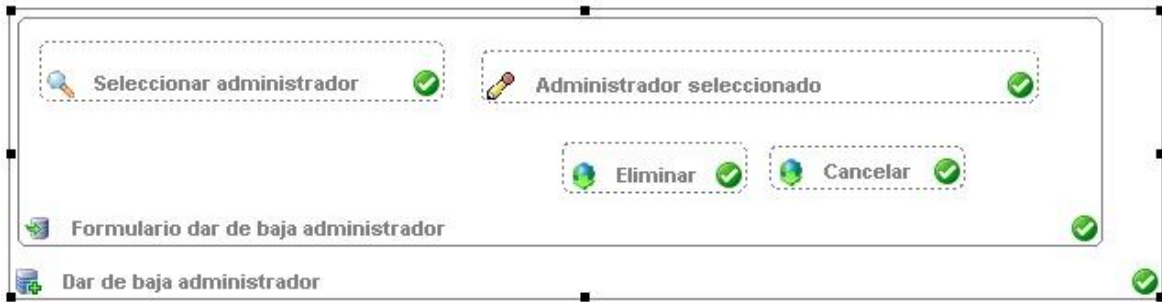 Seleccionar administrador
Administrador seleccionado
Eliminar
Cancelar
Formulario dar de baja administrador
Dar de baja administrador